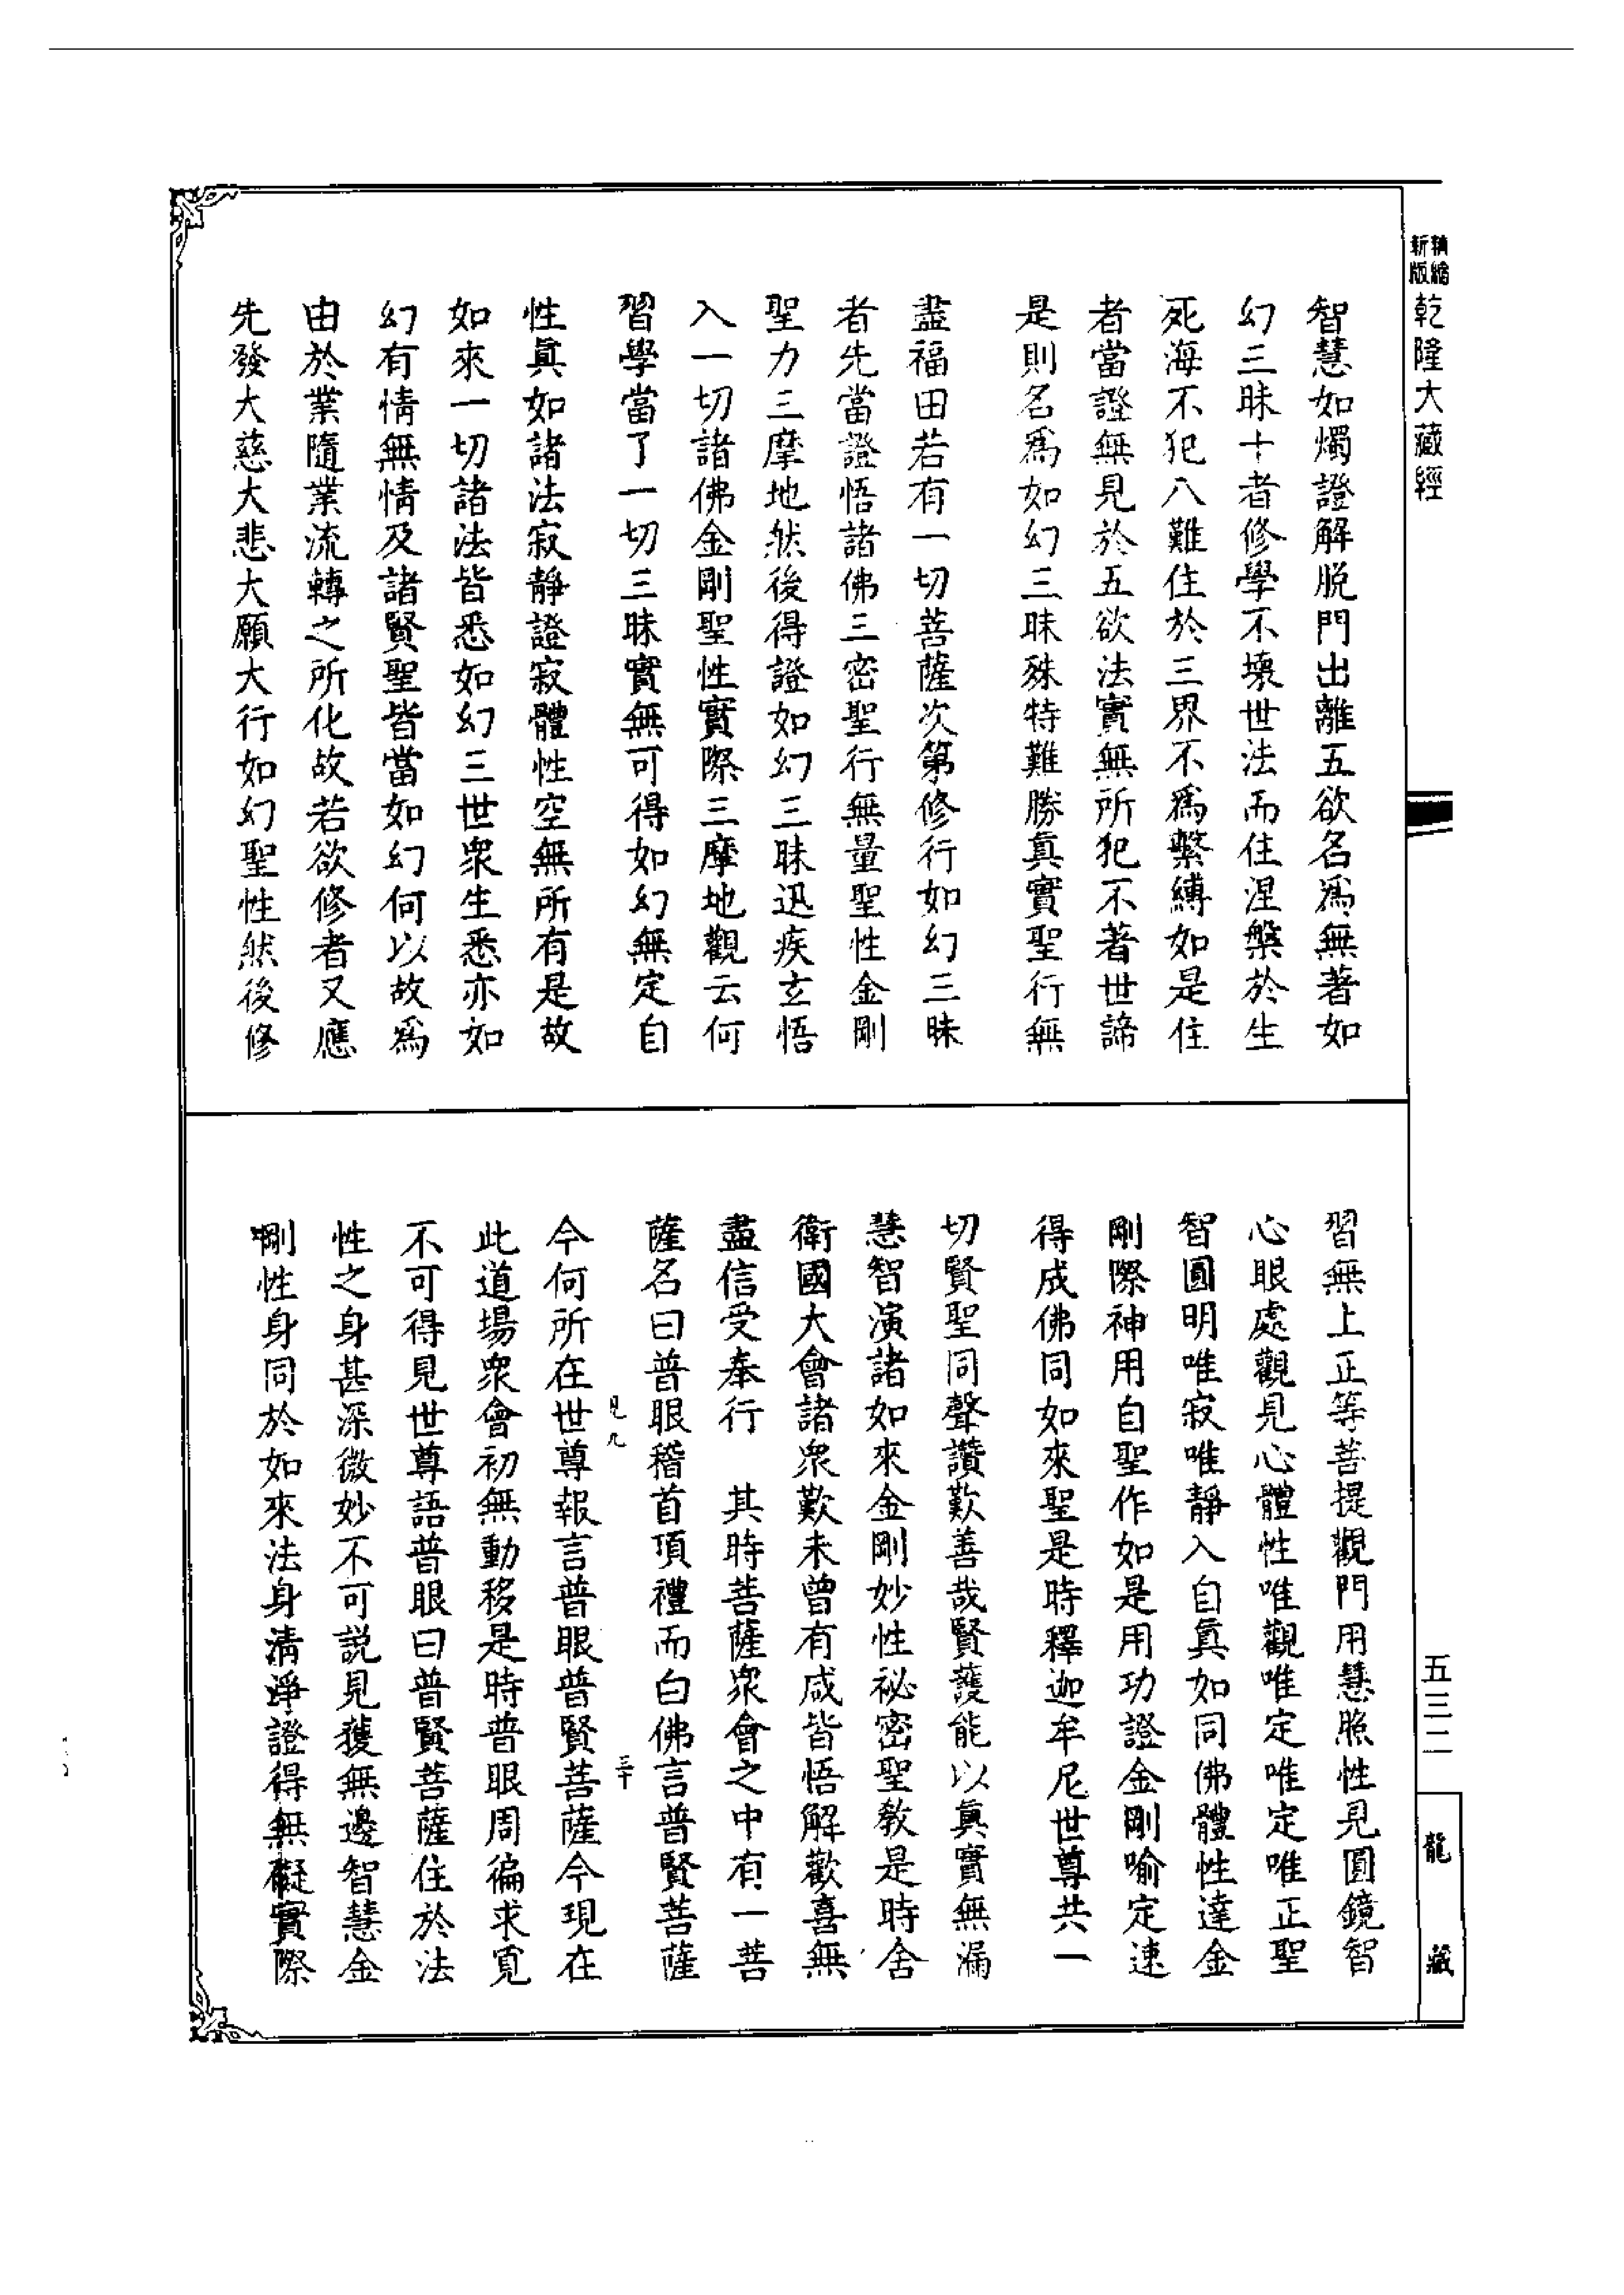 新版精縮
乾隆大藏經
智慧如燭證解脫門出離五欲名爲無著如
幻三昧十者修學不壞世法而住涅槃於生
死海不犯八難住於三界不爲繫縛如是住
者當證無見於五欲法實無所犯不著世諦
是則名爲如幻三昧殊特難勝眞實聖行無
盡福田若有一切菩薩次第修行如幻三昧
者先當證悟諸佛三密聖行無量聖性金剛
聖力三摩地然後得證如幻三昧迅疾玄悟
入一切諸佛金剛聖性實際三摩地觀云何
習學當了一切三昧實無可得如幻無定自
性眞如諸法寂靜證寂體性空無所有是故
如來一切諸法皆悉如幻三世衆生悉亦如
幻有情無情及諸賢聖皆當如幻何以故爲
由於業隨業流轉之所化故若欲修者又應
先發大慈大悲大願大行如幻聖性然後修
習無上正等菩提觀門用慧照性見圓鏡智
心眼處觀見心體性唯觀唯定唯定唯正聖
智圓明唯寂唯靜入自眞如同佛體性達金
剛際神用自聖作如是用功證金剛喻定速
得成佛同如來聖是時釋迦牟尼世尊共一
切賢聖同聲讚歎善哉賢護能以眞實無漏
慧智演諸如來金剛妙性祕密聖教是時舍
衛國大會諸衆歎未曾有咸皆悟解歡喜無
盡信受奉行　其時菩薩衆會之中有一菩
薩名曰普眼稽首頂禮而白佛言普賢菩薩
今何所在世尊報言普眼普賢菩薩今現在
此道場衆會初無動移是時普眼周徧求覓
不可得見世尊語普眼曰普賢菩薩住於法
性之身甚深微妙不可説見獲無邊智慧金
剛性身同於如來法身清淨證得無礙實際
五三二
龍藏